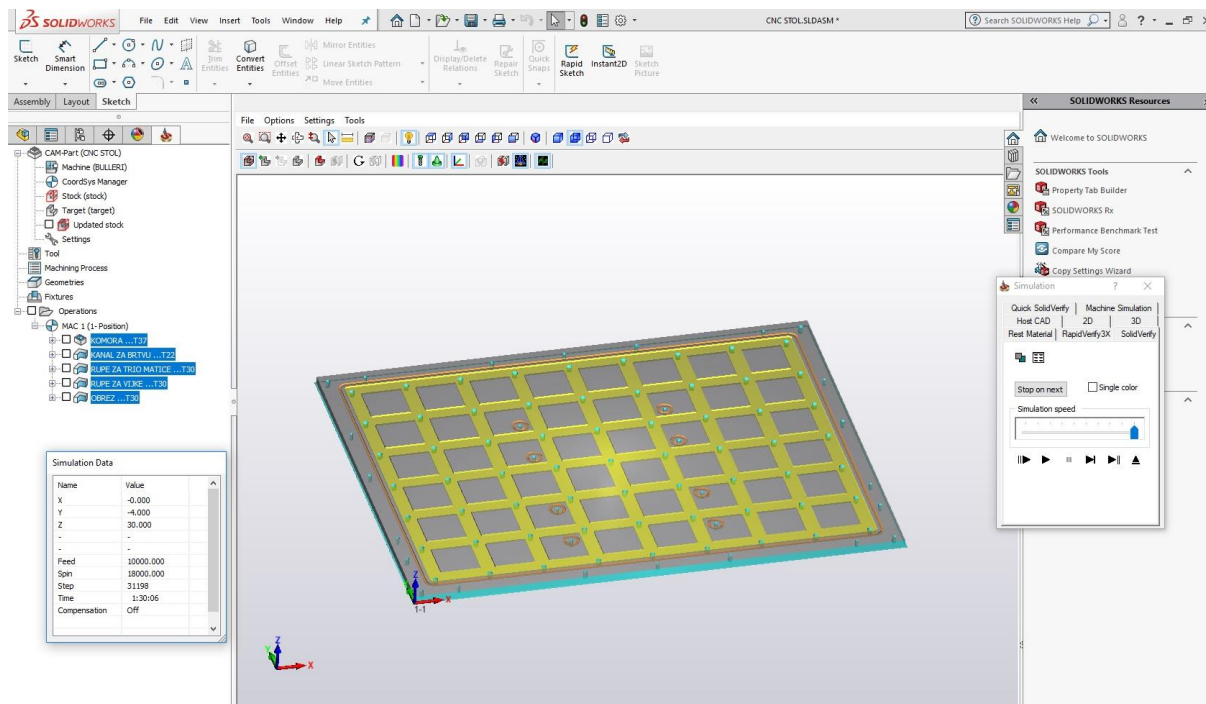 SOLIDWORKS File Edit View Insert Tools Window Help CNC STOL.SLDASM * Search SOLIDWORKS Help
Sketch Smart Dimension Trim Entities Convert Entities Offset Entities Mirror Entities Linear Sketch Pattern Move Entities Display/Delete Relations Repair Sketch Quick Snaps Rapid Sketch Instant2D Sketch Picture
Assembly Layout Sketch
CAM-Part (CNC STOL)
Machine (BULLERI)
CoordSys Manager
Stock (stock)
Target (target)
Updated stock
Settings
Tool
Machining Process
Geometries
Fixtures
Operations
MAC 1 (1- Position)
KOMORA ...T37
KANAL ZA BRTVU ...T22
RUPE ZA TRIO MATICE ...T30
RUPE ZA VIJKE ...T30
OBREZ ...T30
Simulation Data
Name Value
X -0.000
Y -4.000
Z 30.000
- -
- -
Feed 10000.000
Spin 18000.000
Step 31198
Time 1:30:06
Compensation Off
File Options Settings Tools
Z
X
1-1
Z
Y
X
SOLIDWORKS Resources
Welcome to SOLIDWORKS
SOLIDWORKS Tools
Property Tab Builder
SOLIDWORKS Rx
Performance Benchmark Test
Compare My Score
Copy Settings Wizard
Simulation ?
Quick SolidVerify Machine Simulation
Host CAD 2D 3D
Rest Material RapidVerify3X SolidVerify
Stop on next Single color
Simulation speed